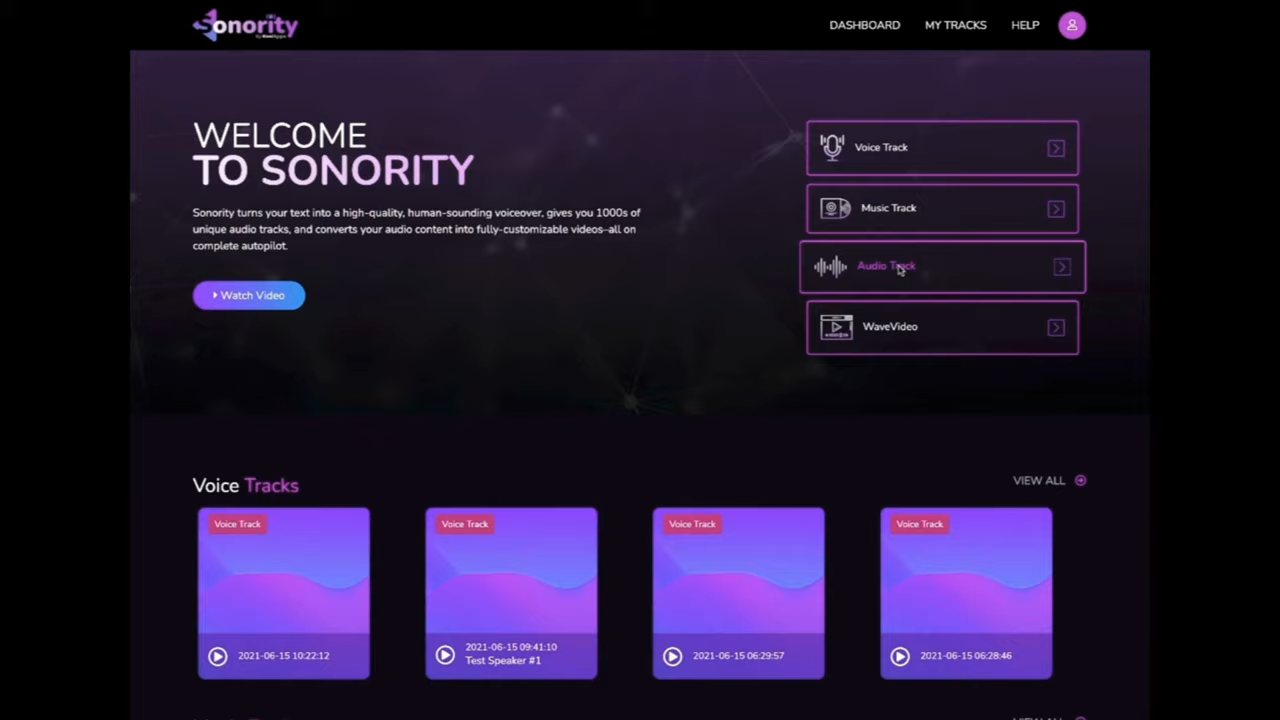 Sonority
DASHBOARD
MY TRACKS
HELP
WELCOME
TO SONORITY
Sonority turns your text into a high-quality, human-sounding voiceover, gives you 1000s of
unique audio tracks, and converts your audio content into fully-customizable videos–all on
complete autopilot.
Watch Video
Voice Track
Music Track
Audio Track
WaveVideo
Voice Tracks
VIEW ALL
Voice Track
2021-06-15 10:22:12
Voice Track
2021-06-15 09:41:10
Test Speaker #1
Voice Track
2021-06-15 06:29:57
Voice Track
2021-06-15 06:28:46